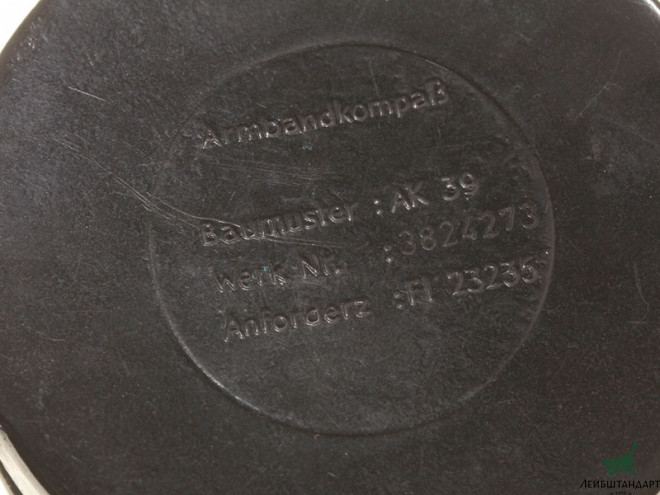 Armbandkompaß
Baumuster : AK 39
Werk-Nr. : 3824273
Anforderz : Fl 23235
ЛЕЙБШТАНДАРТ